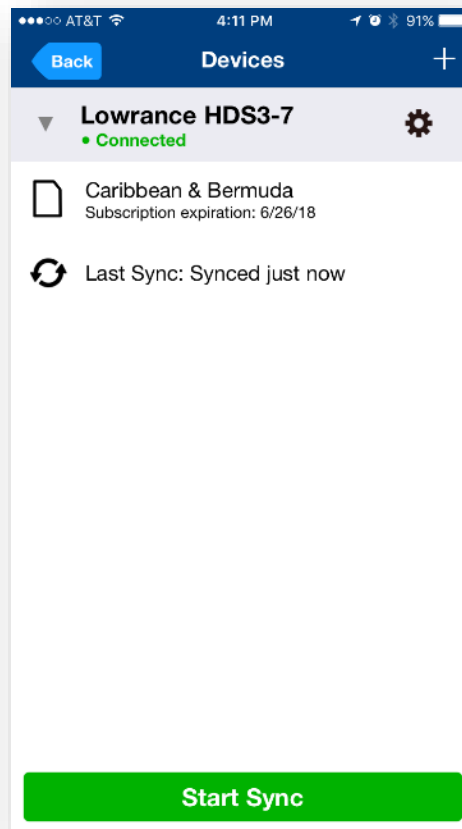 AT&T 4:11 PM 91%
Back Devices +
Lowrance HDS3-7
• Connected
Caribbean & Bermuda
Subscription expiration: 6/26/18
Last Sync: Synced just now
Start Sync